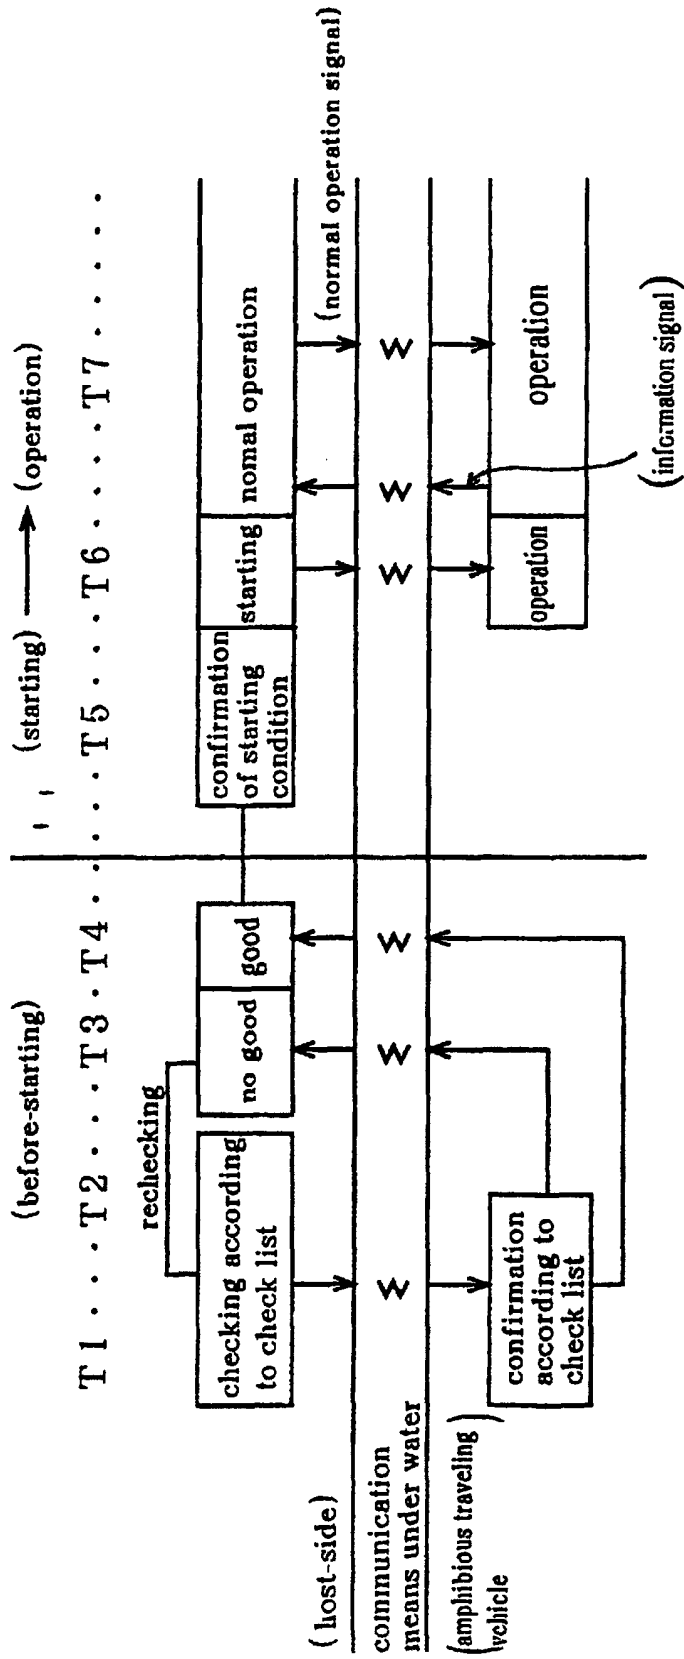 (before-starting)
(starting) (operation)
T1 · · · · T2 · · · · T3 · T4 · · · · · · T5 · · · · T6 · · · · · T7 · · · · · ·
rechecking
checking according
to check list
no good
good
confirmation
of starting
condition
starting
nomal operation
(host-side)
(normal operation signal)
communication
means under water
W
W
W
W
W
W
(amphibious traveling
vehicle)
confirmation
according to
check list
operation
operation
(information signal)